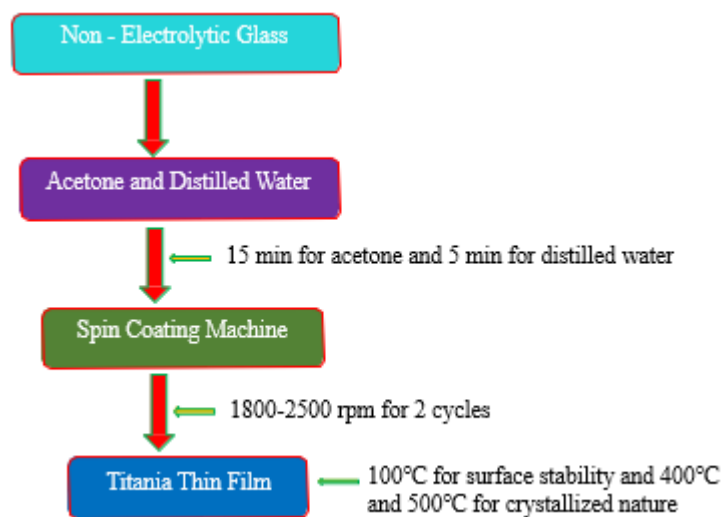 Non - Electrolytic Glass
Acetone and Distilled Water
15 min for acetone and 5 min for distilled water
Spin Coating Machine
1800-2500 rpm for 2 cycles
Titania Thin Film
100℃ for surface stability and 400℃
and 500℃ for crystallized nature